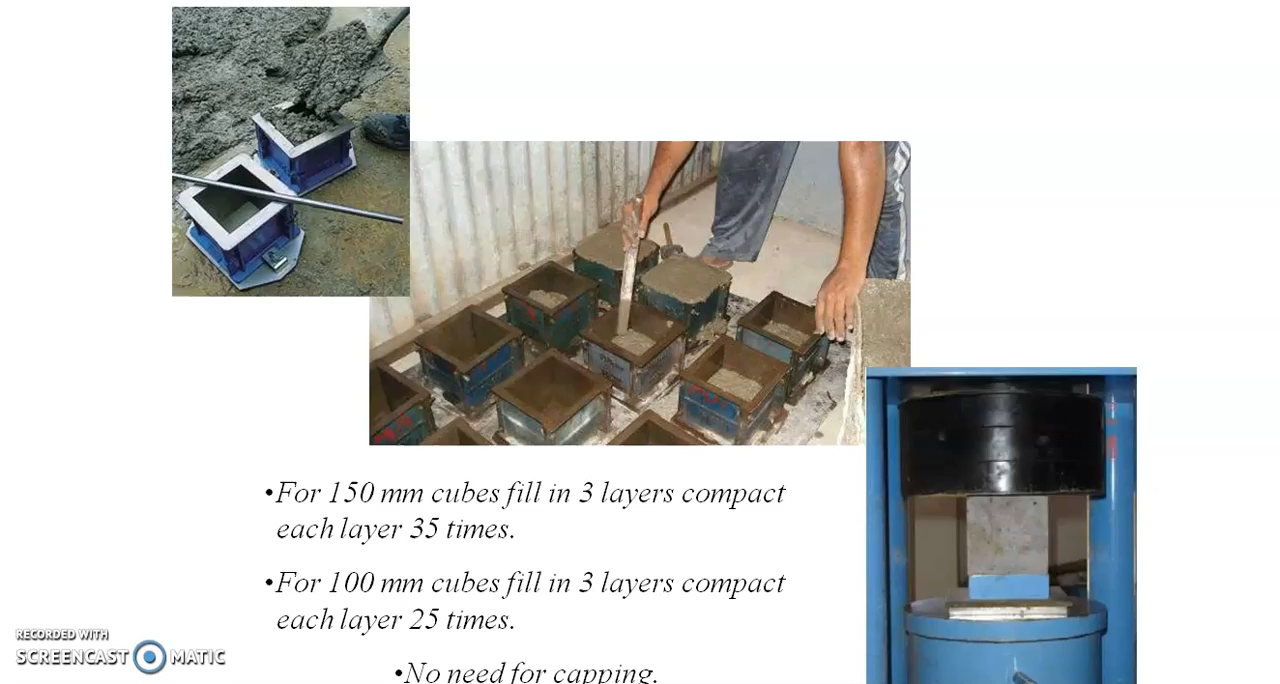 •For 150 mm cubes fill in 3 layers compact
each layer 35 times.
•For 100 mm cubes fill in 3 layers compact
each layer 25 times.
•No need for capping.
RECORDED WITH
SCREENCAST MATIC